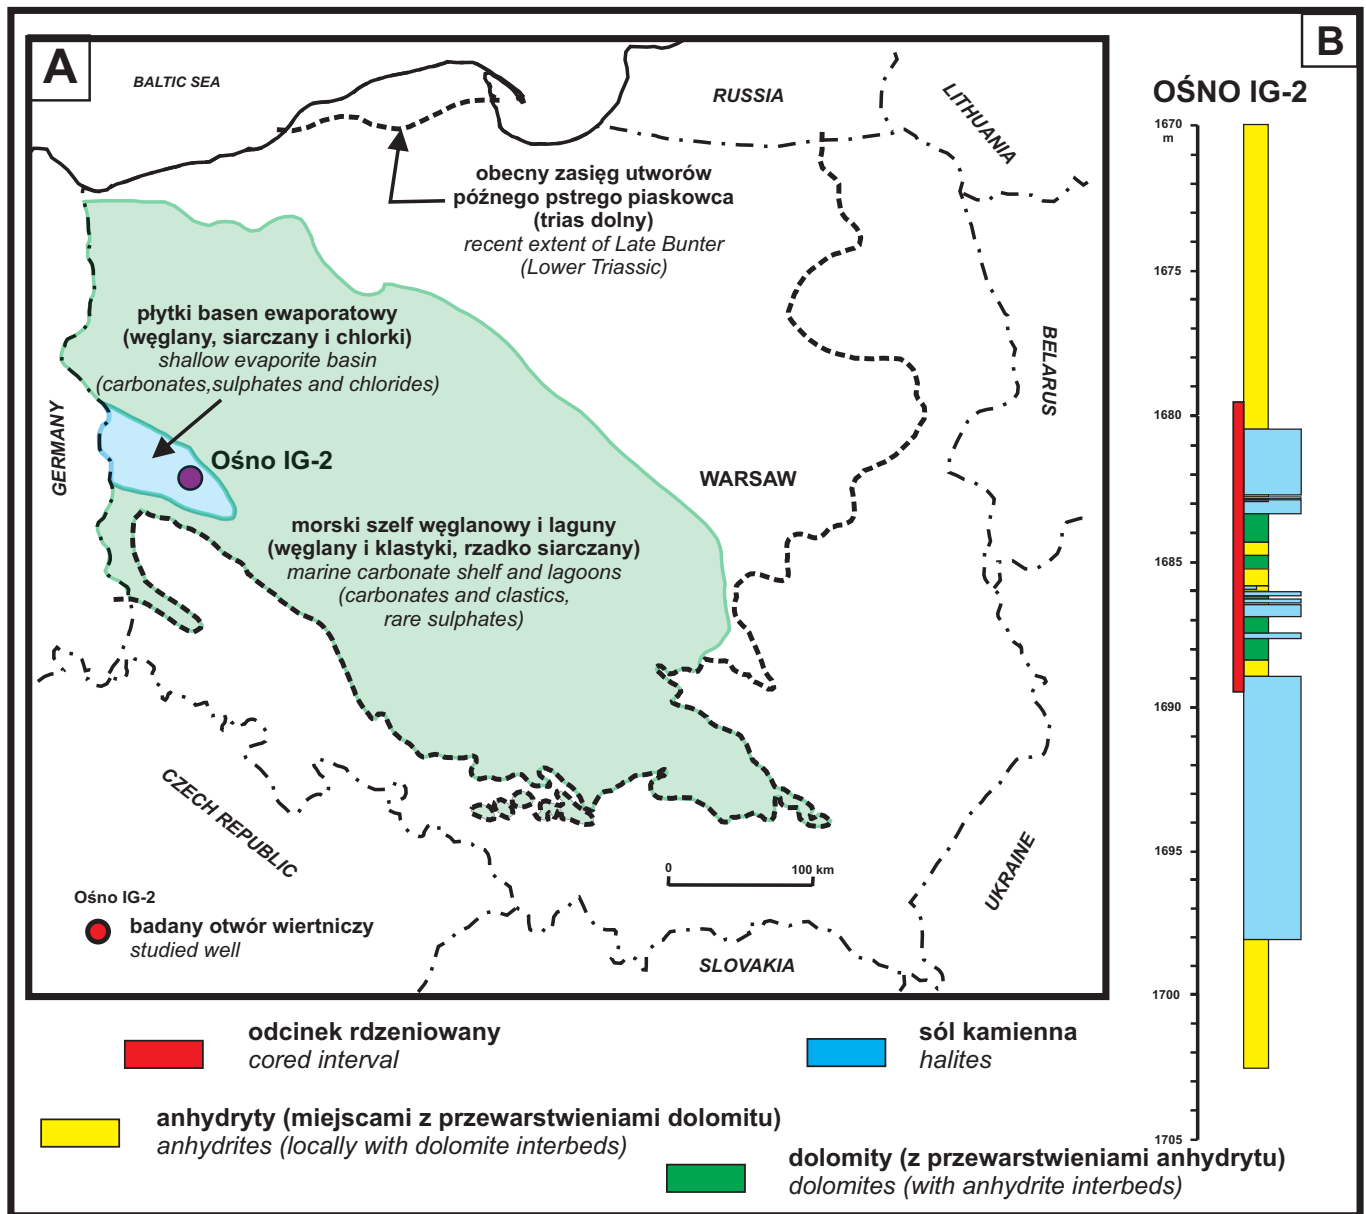 A
B
BALTIC SEA
RUSSIA
LITHUANIA
OŚNO IG-2
1670
m
obecny zasięg utworów
późnego pstrego piaskowca
(trias dolny)
recent extent of Late Bunter
(Lower Triassic)
1675
płytki basen ewaporatowy
(węglany, siarczany i chlorki)
shallow evaporite basin
(carbonates,sulphates and chlorides)
BELARUS
1680
GERMANY
Ośno IG-2
WARSAW
morski szelf węglanowy i laguny
(węglany i klastyki, rzadko siarczany)
marine carbonate shelf and lagoons
(carbonates and clastics,
rare sulphates)
1685
1690
CZECH REPUBLIC
1695
0
100 km
UKRAINE
Ośno IG-2
badany otwór wiertniczy
studied well
SLOVAKIA
1700
odcinek rdzeniowany
cored interval
sól kamienna
halites
anhydryty (miejscami z przewarstwieniami dolomitu)
anhydrites (locally with dolomite interbeds)
1705
dolomity (z przewarstwieniami anhydrytu)
dolomites (with anhydrite interbeds)